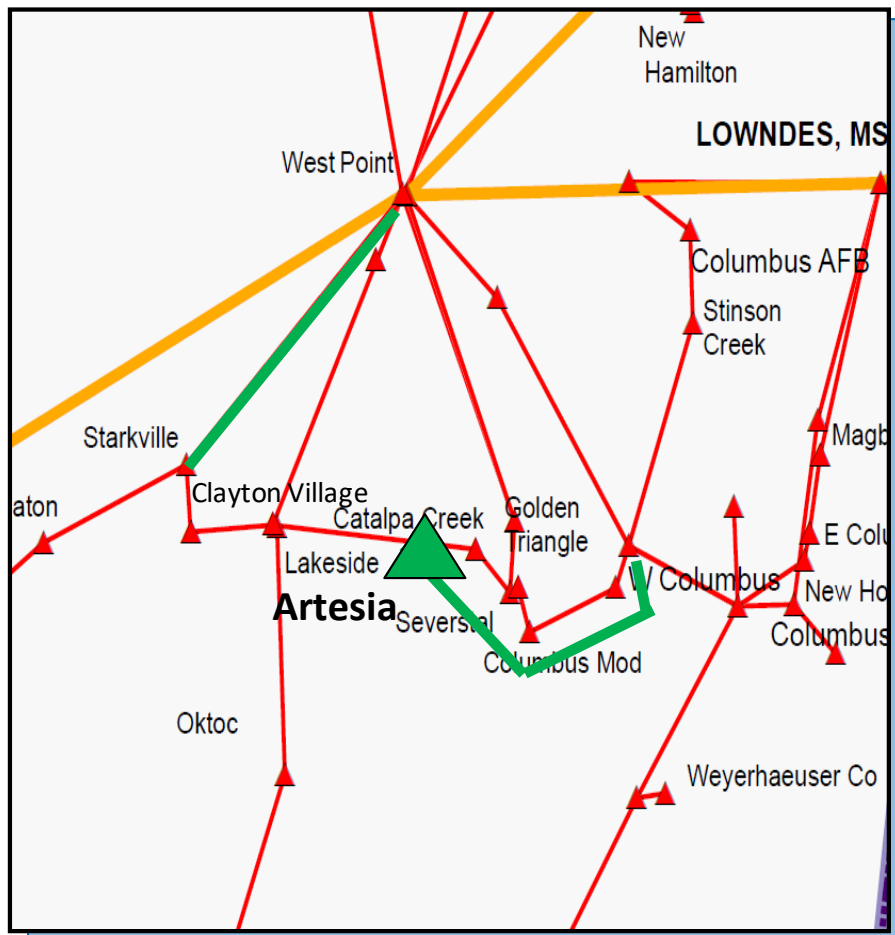 New
Hamilton
LOWNDES, MS
West Point
Columbus AFB
Stinson
Creek
Starkville
Magb
Clayton Village
aton
Golden
Catalpa Creek
Triangle
E Colu
Lakeside
W Columbus
New Ho
Artesia
Severstal
Columbus
Columbus Mod
Oktoc
Weyerhaeuser Co